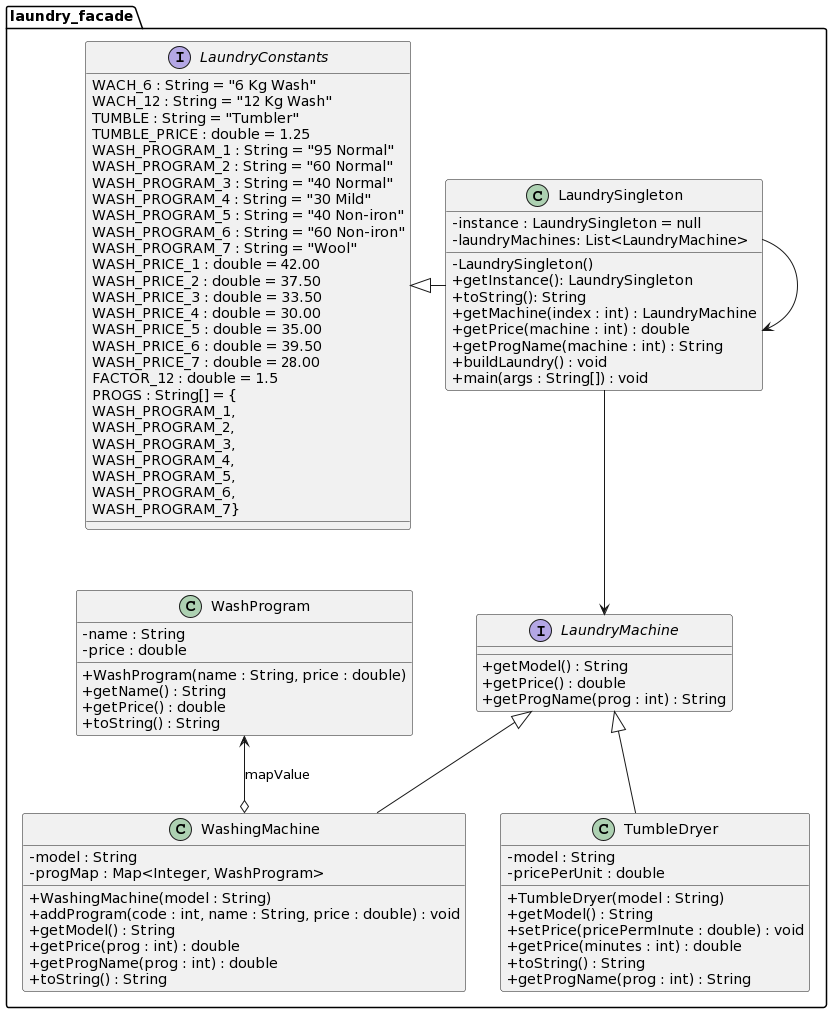 laundry_facade
I LaundryConstants
WACH_6 : String = "6 Kg Wash"
WACH_12 : String = "12 Kg Wash"
TUMBLE : String = "Tumbler"
TUMBLE_PRICE : double = 1.25
WASH_PROGRAM_1 : String = "95 Normal"
WASH_PROGRAM_2 : String = "60 Normal"
WASH_PROGRAM_3 : String = "40 Normal"
WASH_PROGRAM_4 : String = "30 Mild"
WASH_PROGRAM_5 : String = "40 Non-iron"
WASH_PROGRAM_6 : String = "60 Non-iron"
WASH_PROGRAM_7 : String = "Wool"
WASH_PRICE_1 : double = 42.00
WASH_PRICE_2 : double = 37.50
WASH_PRICE_3 : double = 33.50
WASH_PRICE_4 : double = 30.00
WASH_PRICE_5 : double = 35.00
WASH_PRICE_6 : double = 39.50
WASH_PRICE_7 : double = 28.00
FACTOR_12 : double = 1.5
PROGS : String[] = {
WASH_PROGRAM_1,
WASH_PROGRAM_2,
WASH_PROGRAM_3,
WASH_PROGRAM_4,
WASH_PROGRAM_5,
WASH_PROGRAM_6,
WASH_PROGRAM_7}
C LaundrySingleton
-instance : LaundrySingleton = null
-laundryMachines: List<LaundryMachine>
-LaundrySingleton()
+getInstance(): LaundrySingleton
+toString(): String
+getMachine(index : int) : LaundryMachine
+getPrice(machine : int) : double
+getProgName(machine : int) : String
+buildLaundry() : void
+main(args : String[]) : void
C WashProgram
-name : String
-price : double
+WashProgram(name : String, price : double)
+getName() : String
+getPrice() : double
+toString() : String
I LaundryMachine
+getModel() : String
+getPrice() : double
+getProgName(prog : int) : String
mapValue
C WashingMachine
-model : String
-progMap : Map<Integer, WashProgram>
+WashingMachine(model : String)
+addProgram(code : int, name : String, price : double) : void
+getModel() : String
+getPrice(prog : int) : double
+getProgName(prog : int) : double
+toString() : String
C TumbleDryer
-model : String
-pricePerUnit : double
+TumbleDryer(model : String)
+getModel() : String
+setPrice(pricePermInute : double) : void
+getPrice(minutes : int) : double
+toString() : String
+getProgName(prog : int) : String